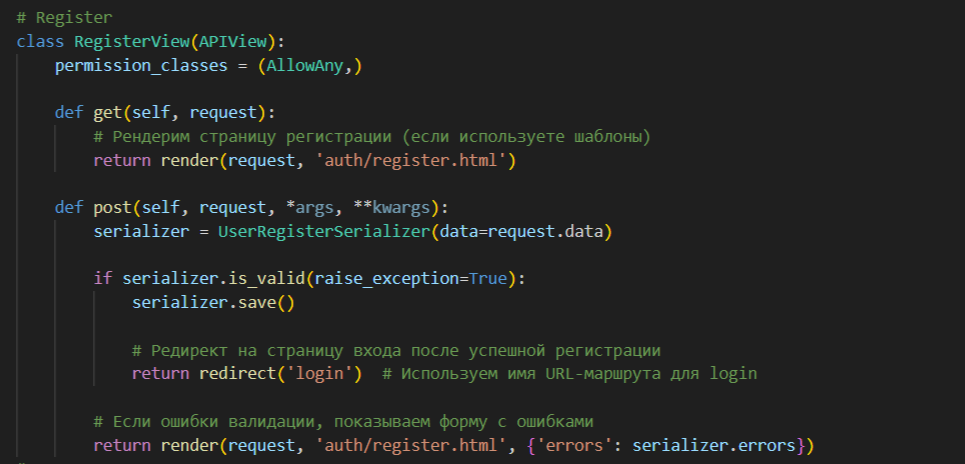 # Register
class RegisterView(APIView):
    permission_classes = (AllowAny,)
    def get(self, request):
        # Рендерим страницу регистрации (если используете шаблоны)
        return render(request, 'auth/register.html')
    def post(self, request, *args, **kwargs):
        serializer = UserRegisterSerializer(data=request.data)
        if serializer.is_valid(raise_exception=True):
            serializer.save()
            # Редирект на страницу входа после успешной регистрации
            return redirect('login')  # Используем имя URL-маршрута для login
        # Если ошибки валидации, показываем форму с ошибками
        return render(request, 'auth/register.html', {'errors': serializer.errors})